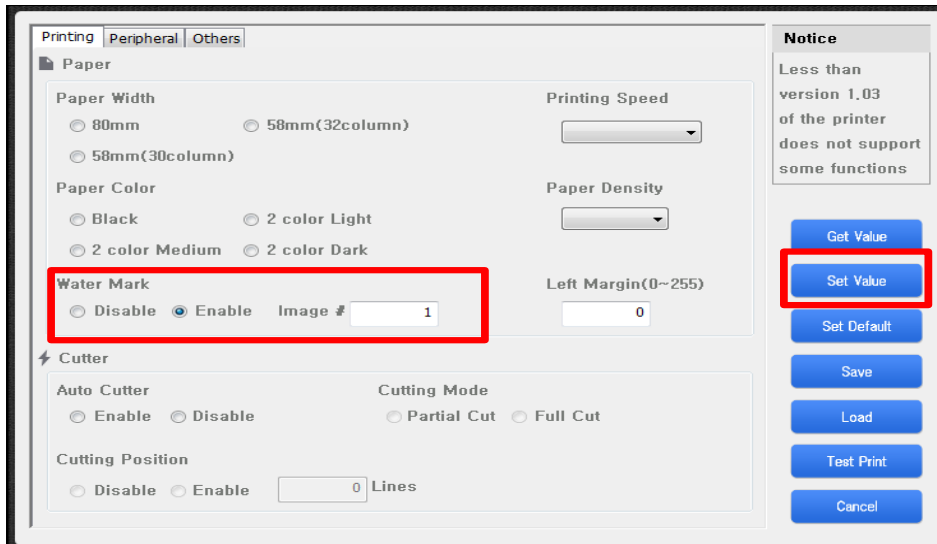 Printing Peripheral Others
Paper
Paper Width
80mm 58mm(32column)
58mm(30column)
Printing Speed
Paper Color
Black 2 color Light
2 color Medium 2 color Dark
Paper Density
Water Mark
Disable Enable Image # 1
Left Margin(0~255)
0
Cutter
Auto Cutter
Enable Disable
Cutting Mode
Partial Cut Full Cut
Cutting Position
Disable Enable 0 Lines
Notice
Less than
version 1.03
of the printer
does not support
some functions
Get Value
Set Value
Set Default
Save
Load
Test Print
Cancel